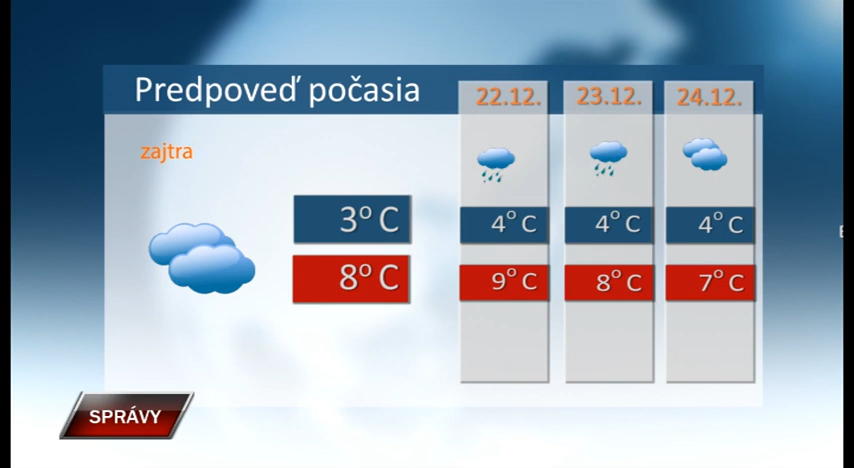 Predpoveď počasia
zajtra
3° C
8° C
22.12.
4° C
9° C
23.12.
4° C
8° C
24.12.
4° C
7° C
SPRÁVY